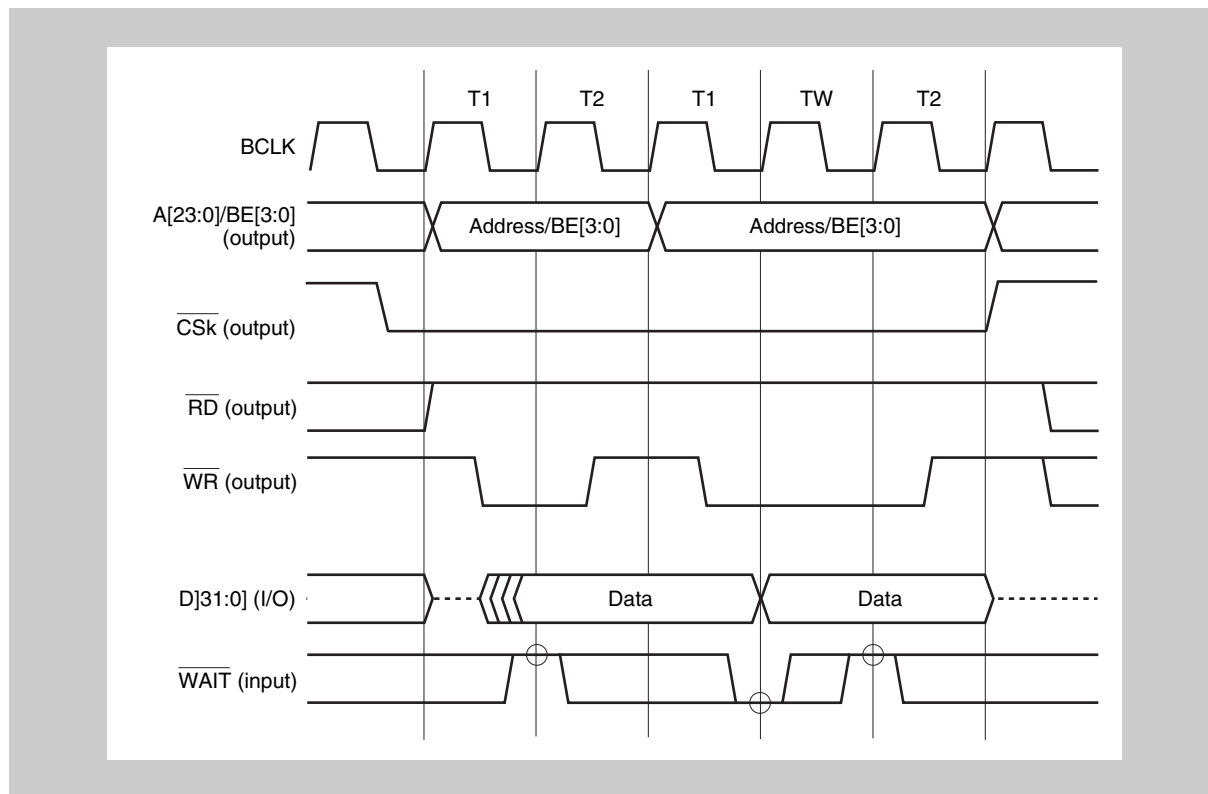 T1 T2 T1 TW T2
BCLK
A[23:0]/BE[3:0]
(output)
Address/BE[3:0] Address/BE[3:0]
CSk (output)
RD (output)
WR (output)
D]31:0] (I/O)
Data Data
WAIT (input)